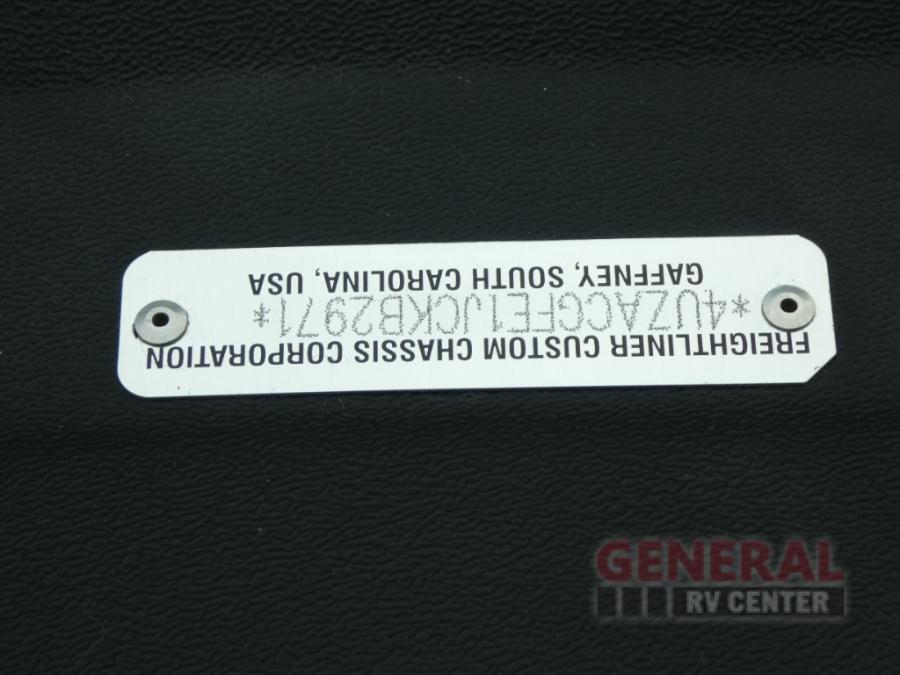 FREIGHTLINER CUSTOM CHASSIS CORPORATION
*4UZACGFE1JCKB2971*
GAFFNEY, SOUTH CAROLINA, USA
GENERAL
RV CENTER